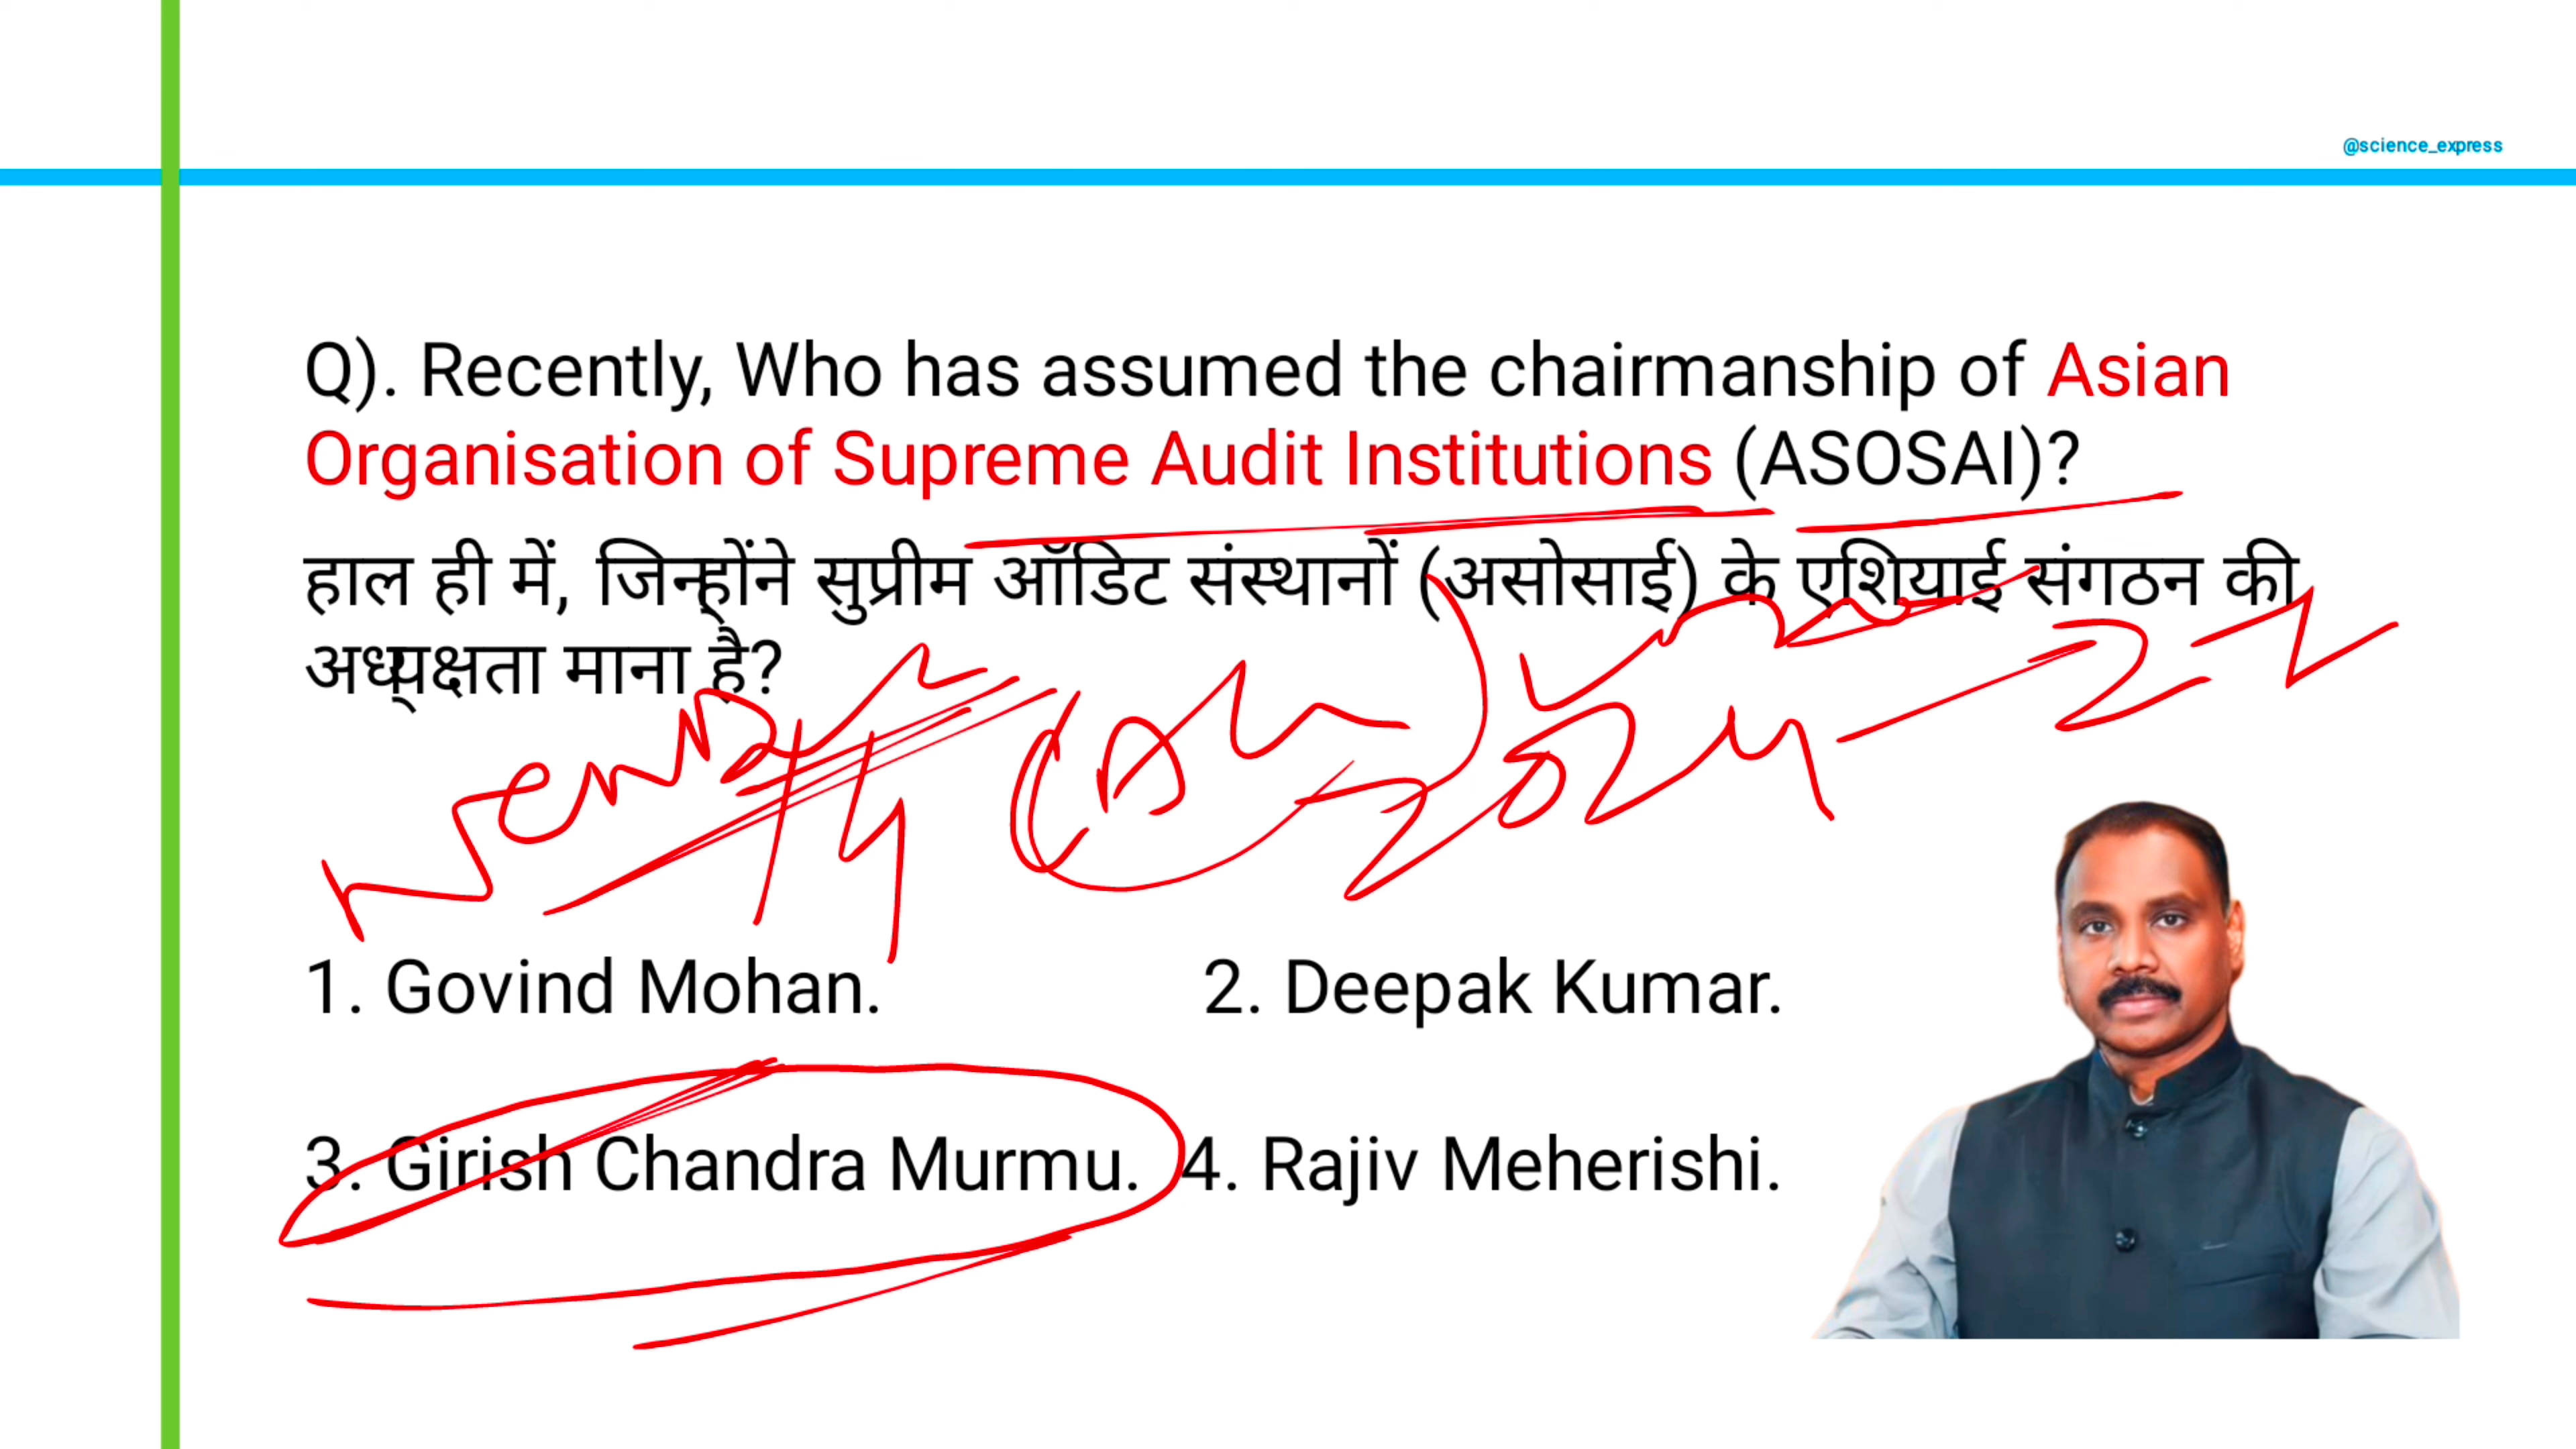 @science_express
Q). Recently, Who has assumed the chairmanship of Asian
Organisation of Supreme Audit Institutions (ASOSAI)?
हाल ही में, जिन्होंने सुप्रीम ऑडिट संस्थानों (असोसाई) के एशियाई संगठन की
अध्यक्षता माना है?
2024
1. Govind Mohan. 2. Deepak Kumar.
3. Girish Chandra Murmu. 4. Rajiv Meherishi.